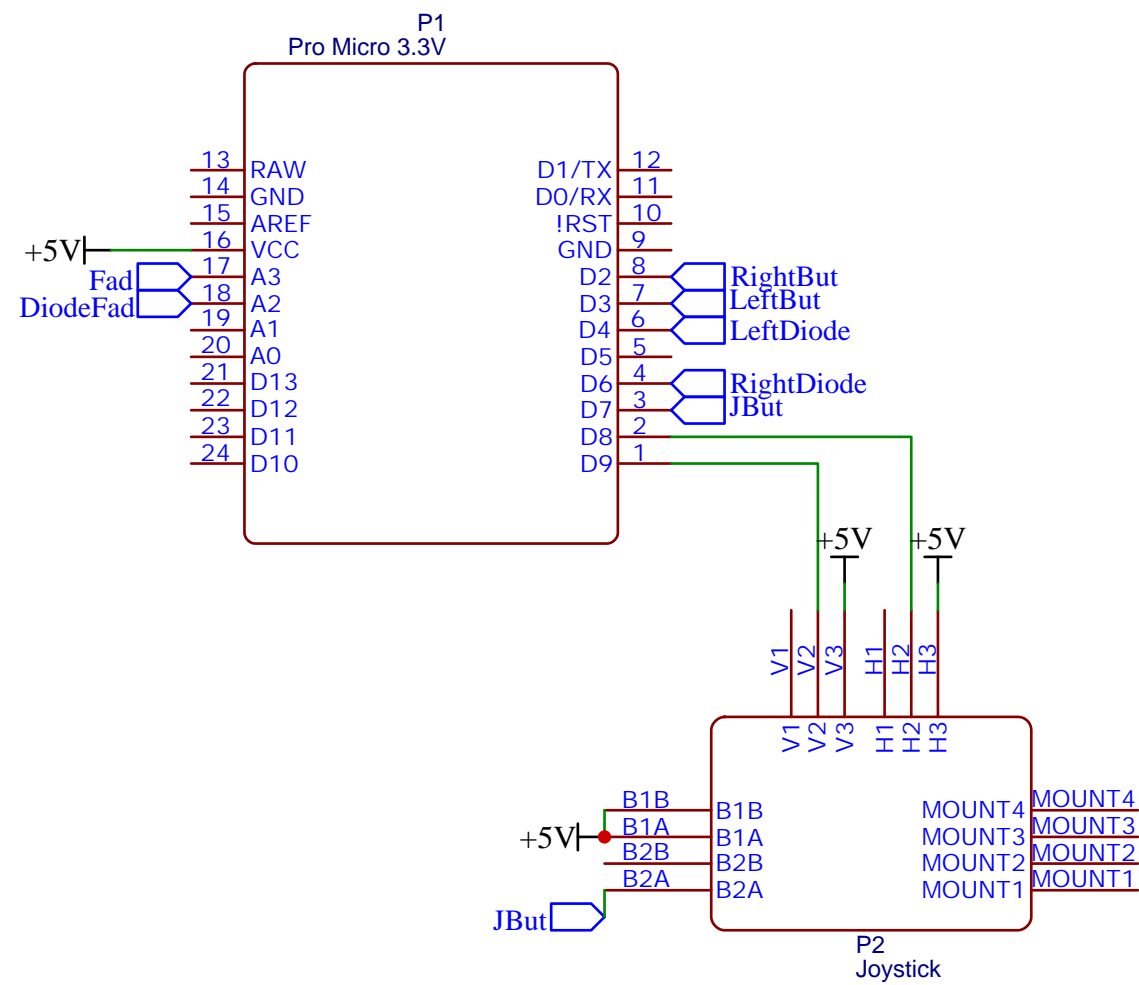 P1
Pro Micro 3.3V
13 RAW D1/TX 12
14 GND D0/RX 11
15 AREF !RST 10
+5V 16 VCC GND 9
Fad 17 A3 D2 8 RightBut
DiodeFad 18 A2 D3 7 LeftBut
19 A1 D4 6 LeftDiode
20 A0 D5 5
21 D13 D6 4 RightDiode
22 D12 D7 3 JBut
23 D11 D8 2
24 D10 D9 1
+5V +5V
V1 V2 V3 H1 H2 H3
V1 V2 V3 H1 H2 H3
B1B B1B MOUNT4 MOUNT4
+5V B1A B1A MOUNT3 MOUNT3
B2B B2B MOUNT2 MOUNT2
B2A B2A MOUNT1 MOUNT1
JBut
P2
Joystick